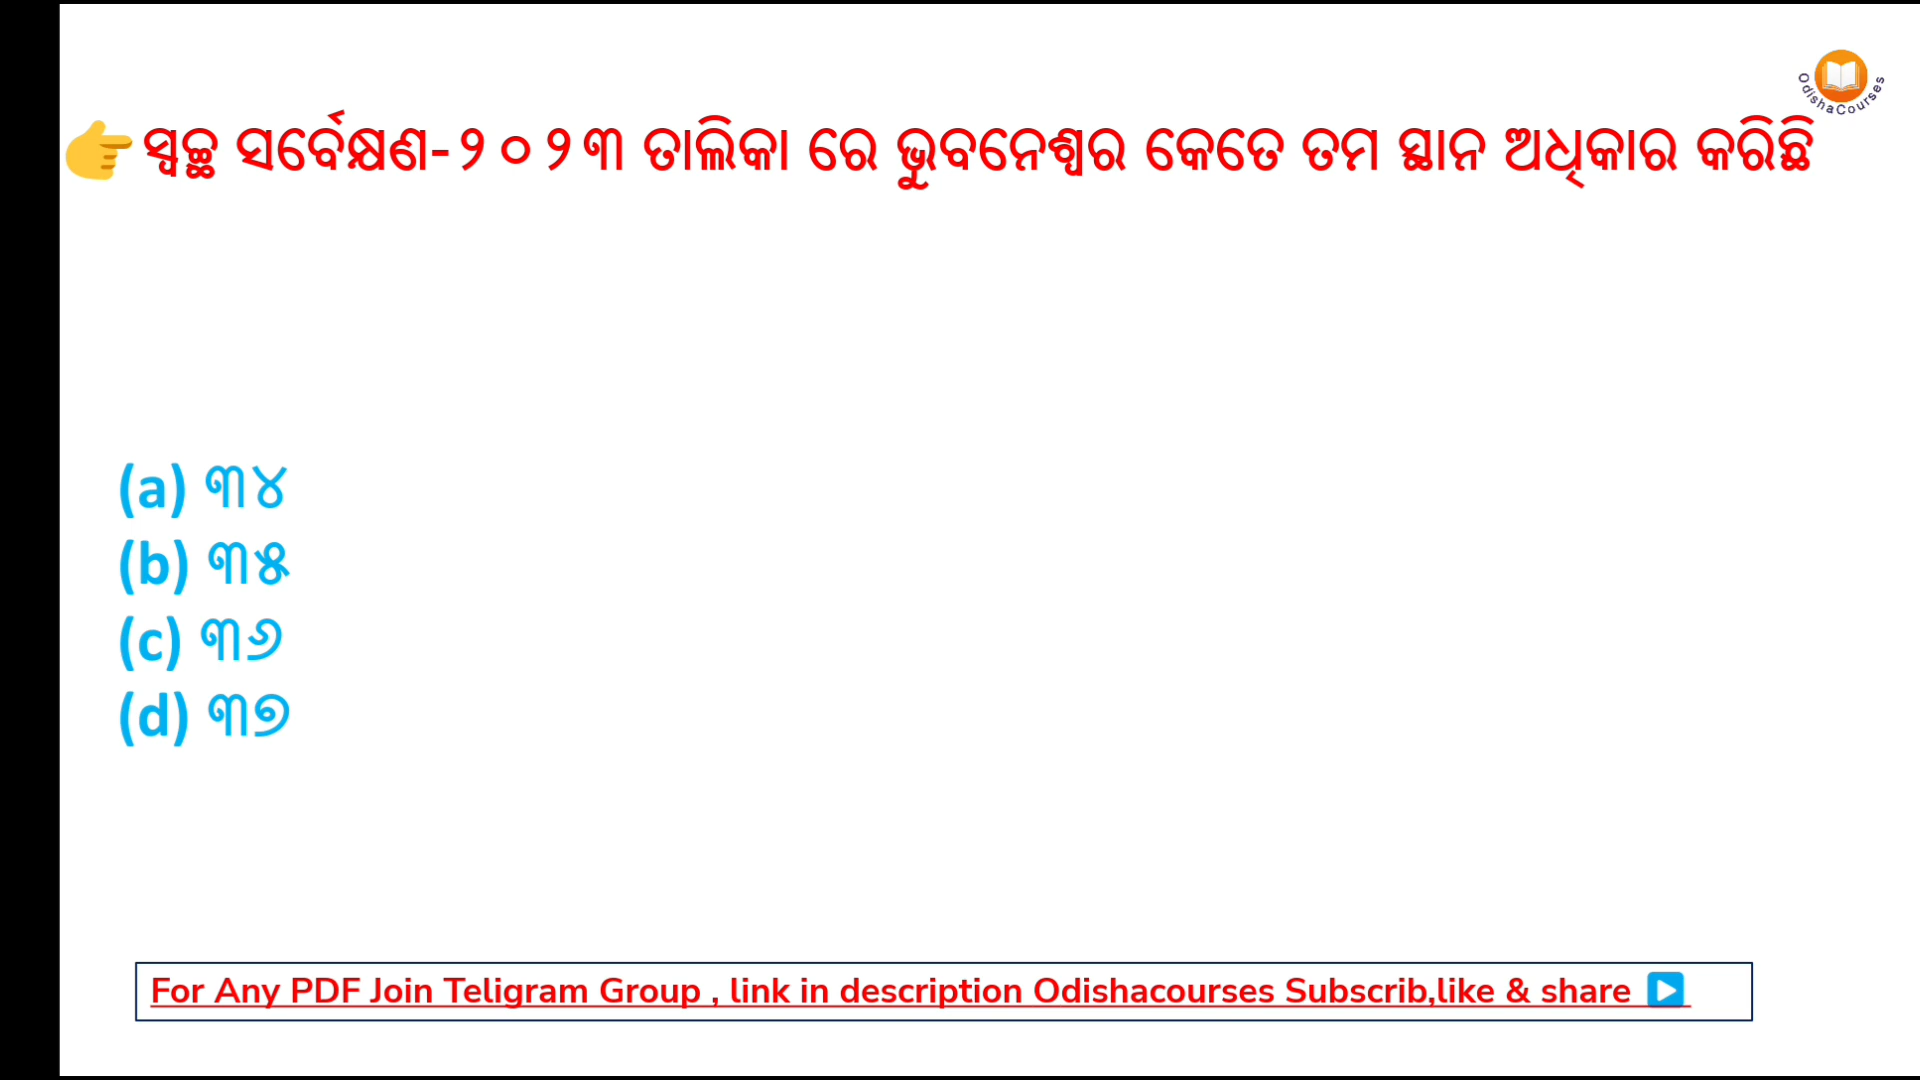 OdishaCourses
👉ସ୍ୱଚ୍ଛ ସର୍ବେକ୍ଷଣ-୨୦୨୩ ତାଲିକା ରେ ଭୁବନେଶ୍ୱର କେତେ ତମ ସ୍ଥାନ ଅଧିକାର କରିଛି
(a) ୩୪
(b) ୩୫
(c) ୩୬
(d) ୩୭
For Any PDF Join Teligram Group , link in description Odishacourses Subscrib,like & share ▶️